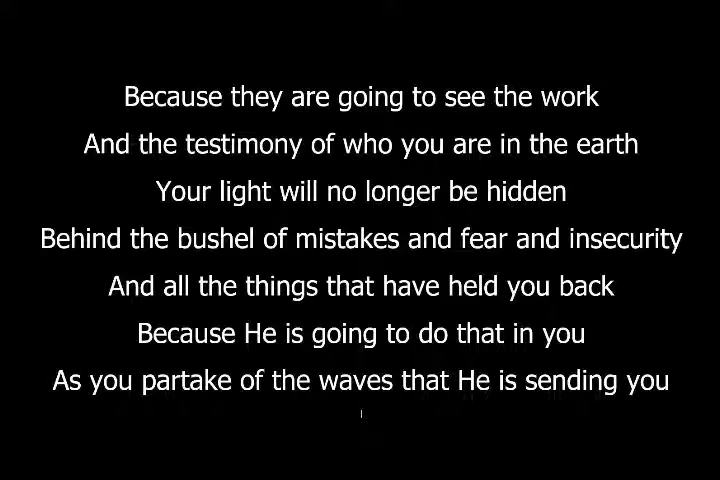 Because they are going to see the work
And the testimony of who you are in the earth
Your light will no longer be hidden
Behind the bushel of mistakes and fear and insecurity
And all the things that have held you back
Because He is going to do that in you
As you partake of the waves that He is sending you